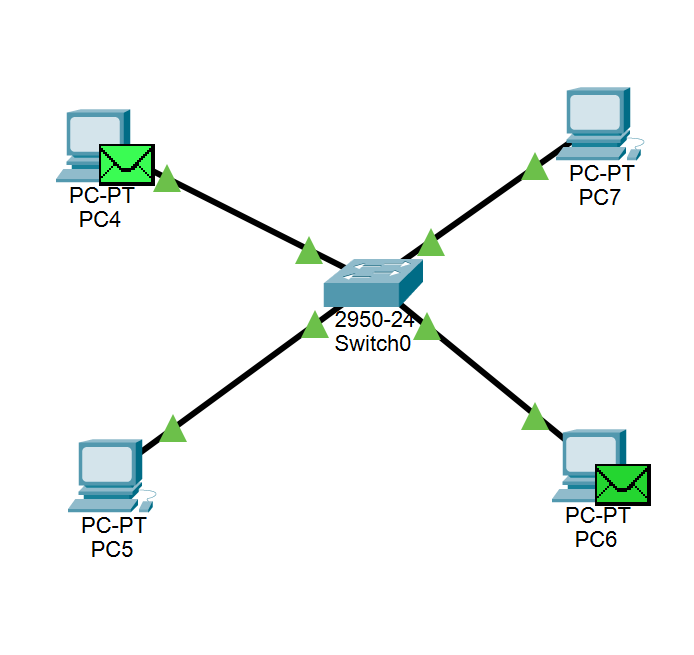 PC-PT
PC4
PC-PT
PC7
2950-24
Switch0
PC-PT
PC5
PC-PT
PC6